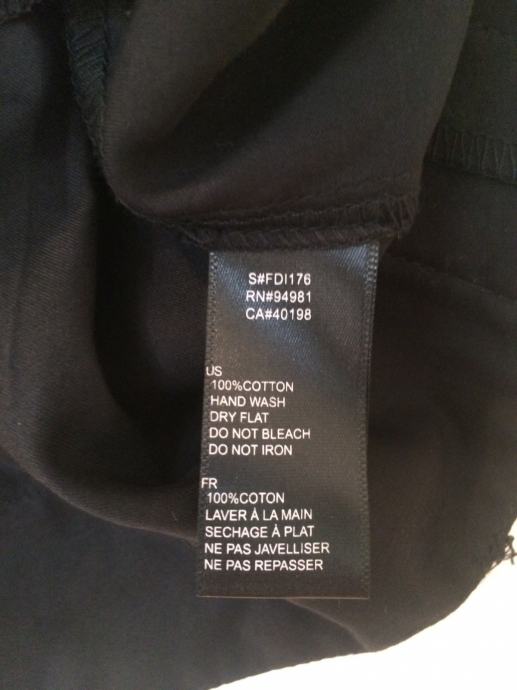 S#FDI176
RN#94981
CA#40198
US
100%COTTON
HAND WASH
DRY FLAT
DO NOT BLEACH
DO NOT IRON
FR
100%COTON
LAVER À LA MAIN
SECHAGE À PLAT
NE PAS JAVELLISER
NE PAS REPASSER